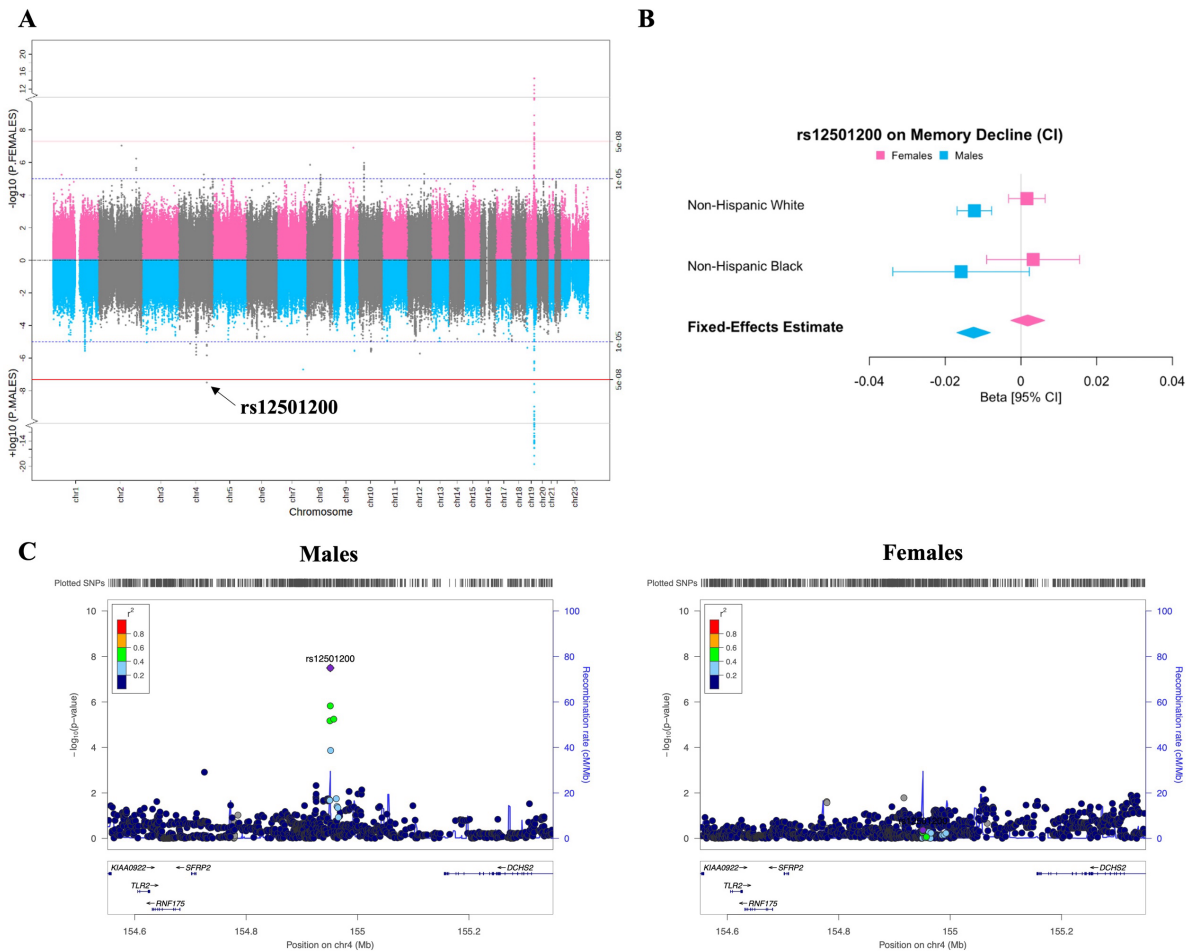 A
-log10 (P.FEMALES)
+log10 (P.MALES)
20
16
12
8
6
4
2
0
-2
-4
-6
-8
-14
-20
5e-08
1e-05
1e-05
5e-08
rs12501200
chr1
chr2
chr3
chr4
chr5
chr6
chr7
chr8
chr9
chr10
chr11
chr12
chr13
chr14
chr15
chr16
chr17
chr18
chr19
chr20
chr21
chr23
Chromosome
B
rs12501200 on Memory Decline (CI)
Females Males
Non-Hispanic White
Non-Hispanic Black
Fixed-Effects Estimate
-0.04 -0.02 0 0.02 0.04
Beta [95% CI]
C
Males
Plotted SNPs
r²
0.8
0.6
0.4
0.2
rs12501200
- log10(p-value)
10
8
6
4
2
0
Recombination rate (cM/Mb)
100
80
60
40
20
0
KIAA0922 SFRP2 DCHS2
TLR2
RNF175
154.6 154.8 155 155.2
Position on chr4 (Mb)
Females
Plotted SNPs
r²
0.8
0.6
0.4
0.2
- log10(p-value)
10
8
6
4
2
0
Recombination rate (cM/Mb)
100
80
60
40
20
0
KIAA0922 SFRP2 DCHS2
TLR2
RNF175
154.6 154.8 155 155.2
Position on chr4 (Mb)